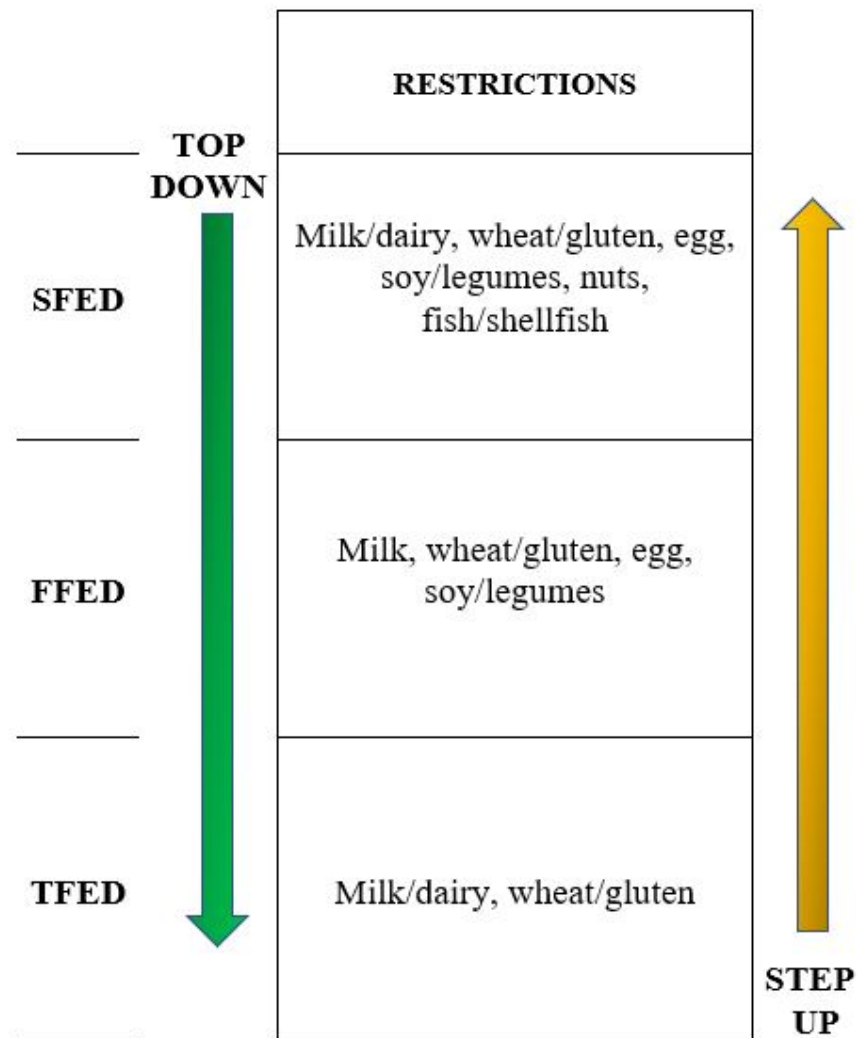 RESTRICTIONS
TOP
DOWN
SFED
Milk/dairy, wheat/gluten, egg,
soy/legumes, nuts,
fish/shellfish
FFED
Milk, wheat/gluten, egg,
soy/legumes
TFED
Milk/dairy, wheat/gluten
STEP
UP